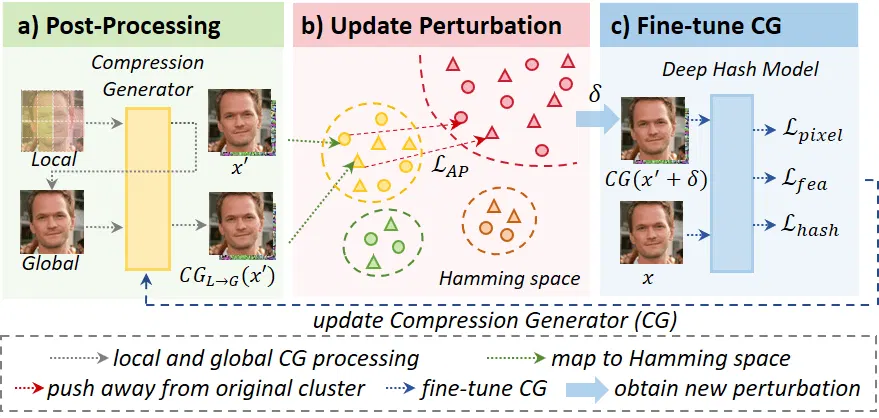 a) Post-Processing
Compression
Generator
Local
x′
Global
CG_{L→G}(x′)
b) Update Perturbation
ℒ_{AP}
Hamming space
δ
c) Fine-tune CG
Deep Hash Model
CG(x′ + δ)
x
ℒ_{pixel}
ℒ_{fea}
ℒ_{hash}
update Compression Generator (CG)
local and global CG processing
map to Hamming space
push away from original cluster
fine-tune CG
obtain new perturbation